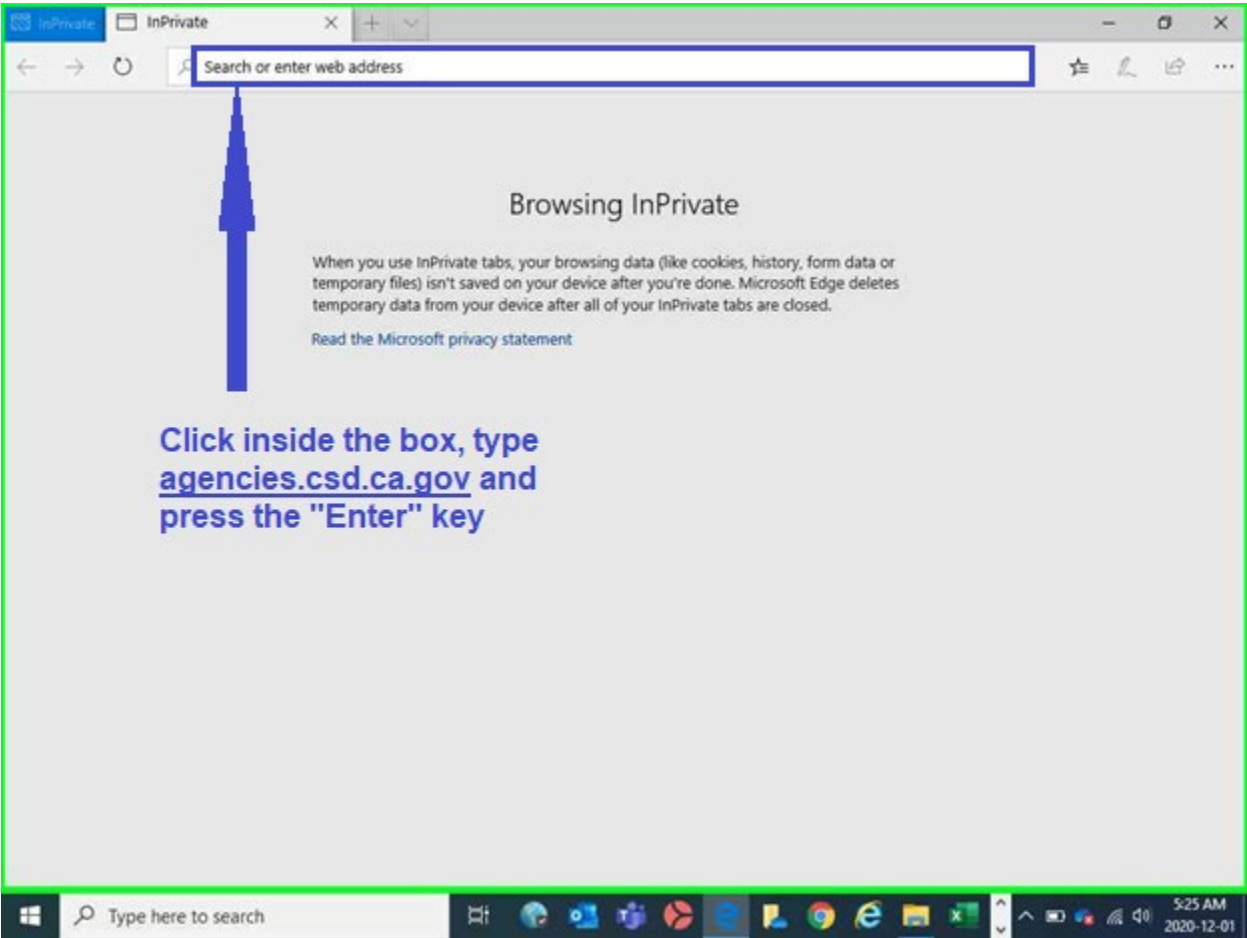 InPrivate InPrivate
Search or enter web address
Browsing InPrivate
When you use InPrivate tabs, your browsing data (like cookies, history, form data or
temporary files) isn't saved on your device after you're done. Microsoft Edge deletes
temporary data from your device after all of your InPrivate tabs are closed.
Read the Microsoft privacy statement
Click inside the box, type
agencies.csd.ca.gov and
press the "Enter" key
Type here to search
5:25 AM
2020-12-01